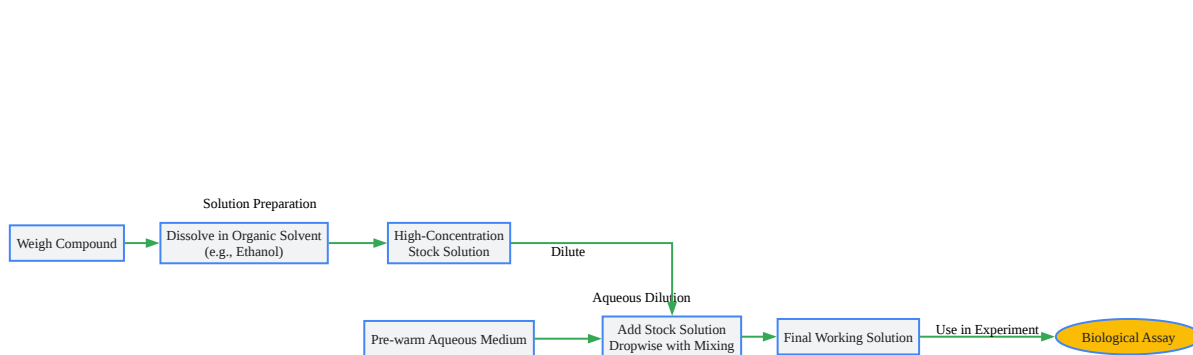 Solution Preparation
Weigh Compound
Dissolve in Organic Solvent
(e.g., Ethanol)
High-Concentration
Stock Solution
Dilute
Aqueous Dilution
Pre-warm Aqueous Medium
Add Stock Solution
Dropwise with Mixing
Final Working Solution
Use in Experiment
Biological Assay